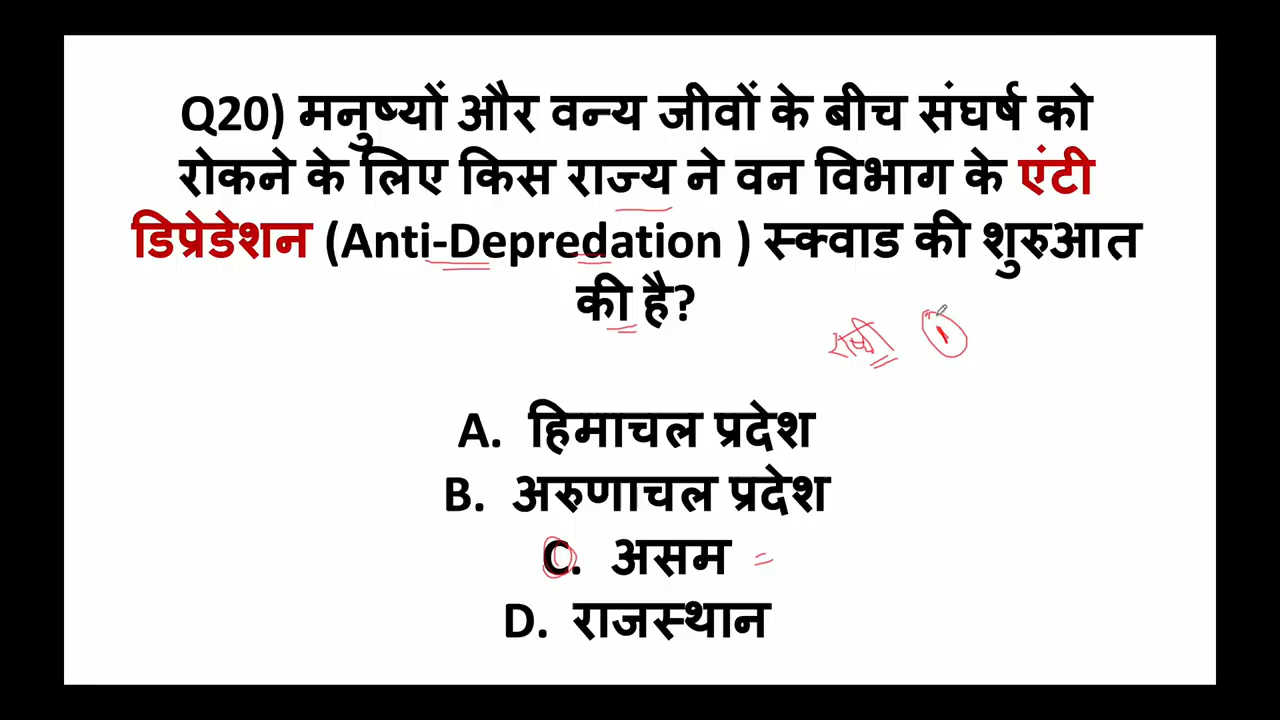 Q20) मनुष्यों और वन्य जीवों के बीच संघर्ष को
रोकने के लिए किस राज्य ने वन विभाग के एंटी
डिप्रेडेशन (Anti-Depredation ) स्क्वाड की शुरुआत
की है?
A. हिमाचल प्रदेश
B. अरुणाचल प्रदेश
C. असम
D. राजस्थान